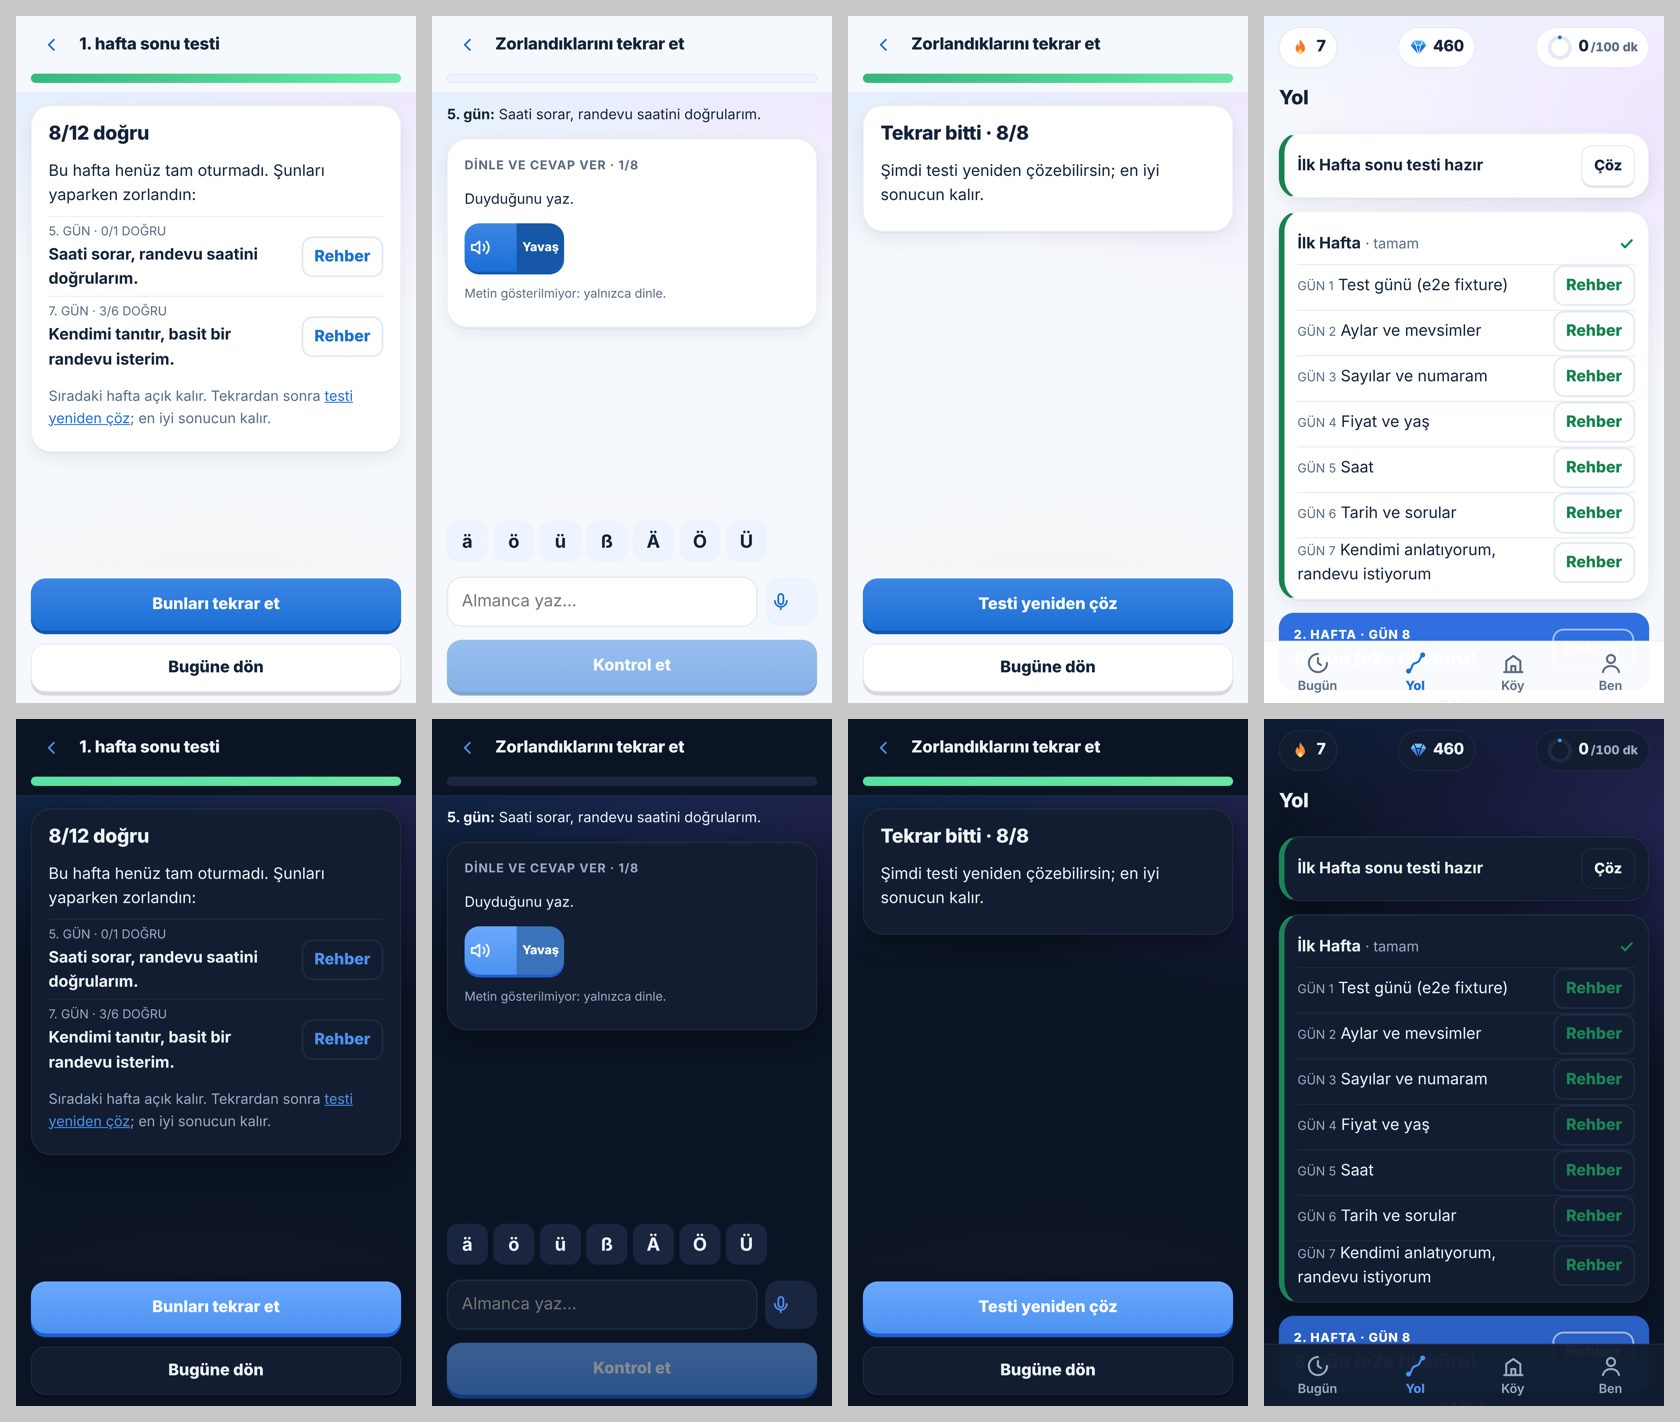 1. hafta sonu testi
8/12 doğru
Bu hafta henüz tam oturmadı. Şunları
yaparken zorlandın:
5. GÜN · 0/1 DOĞRU
Saati sorar, randevu saatini
doğrularım.
Rehber
7. GÜN · 3/6 DOĞRU
Kendimi tanıtır, basit bir
randevu isterim.
Rehber
Sıradaki hafta açık kalır. Tekrardan sonra testi
yeniden çöz; en iyi sonucun kalır.
Bunları tekrar et
Bugüne dön
Zorlandıklarını tekrar et
5. gün: Saati sorar, randevu saatini doğrularım.
DİNLE VE CEVAP VER · 1/8
Duyduğunu yaz.
Yavaş
Metin gösterilmiyor: yalnızca dinle.
ä ö ü ß Ä Ö Ü
Almanca yaz...
Kontrol et
Zorlandıklarını tekrar et
Tekrar bitti · 8/8
Şimdi testi yeniden çözebilirsin; en iyi
sonucun kalır.
Testi yeniden çöz
Bugüne dön
7
460
0/100 dk
Yol
İlk Hafta sonu testi hazır
Çöz
İlk Hafta · tamam
GÜN 1 Test günü (e2e fixture)
Rehber
GÜN 2 Aylar ve mevsimler
Rehber
GÜN 3 Sayılar ve numaram
Rehber
GÜN 4 Fiyat ve yaş
Rehber
GÜN 5 Saat
Rehber
GÜN 6 Tarih ve sorular
Rehber
GÜN 7 Kendimi anlatıyorum,
randevu istiyorum
Rehber
2. HAFTA · GÜN 8
Bugün
Yol
Köy
Ben
1. hafta sonu testi
8/12 doğru
Bu hafta henüz tam oturmadı. Şunları
yaparken zorlandın:
5. GÜN · 0/1 DOĞRU
Saati sorar, randevu saatini
doğrularım.
Rehber
7. GÜN · 3/6 DOĞRU
Kendimi tanıtır, basit bir
randevu isterim.
Rehber
Sıradaki hafta açık kalır. Tekrardan sonra testi
yeniden çöz; en iyi sonucun kalır.
Bunları tekrar et
Bugüne dön
Zorlandıklarını tekrar et
5. gün: Saati sorar, randevu saatini doğrularım.
DİNLE VE CEVAP VER · 1/8
Duyduğunu yaz.
Yavaş
Metin gösterilmiyor: yalnızca dinle.
ä ö ü ß Ä Ö Ü
Almanca yaz...
Kontrol et
Zorlandıklarını tekrar et
Tekrar bitti · 8/8
Şimdi testi yeniden çözebilirsin; en iyi
sonucun kalır.
Testi yeniden çöz
Bugüne dön
7
460
0/100 dk
Yol
İlk Hafta sonu testi hazır
Çöz
İlk Hafta · tamam
GÜN 1 Test günü (e2e fixture)
Rehber
GÜN 2 Aylar ve mevsimler
Rehber
GÜN 3 Sayılar ve numaram
Rehber
GÜN 4 Fiyat ve yaş
Rehber
GÜN 5 Saat
Rehber
GÜN 6 Tarih ve sorular
Rehber
GÜN 7 Kendimi anlatıyorum,
randevu istiyorum
Rehber
2. HAFTA · GÜN 8
Bugün
Yol
Köy
Ben